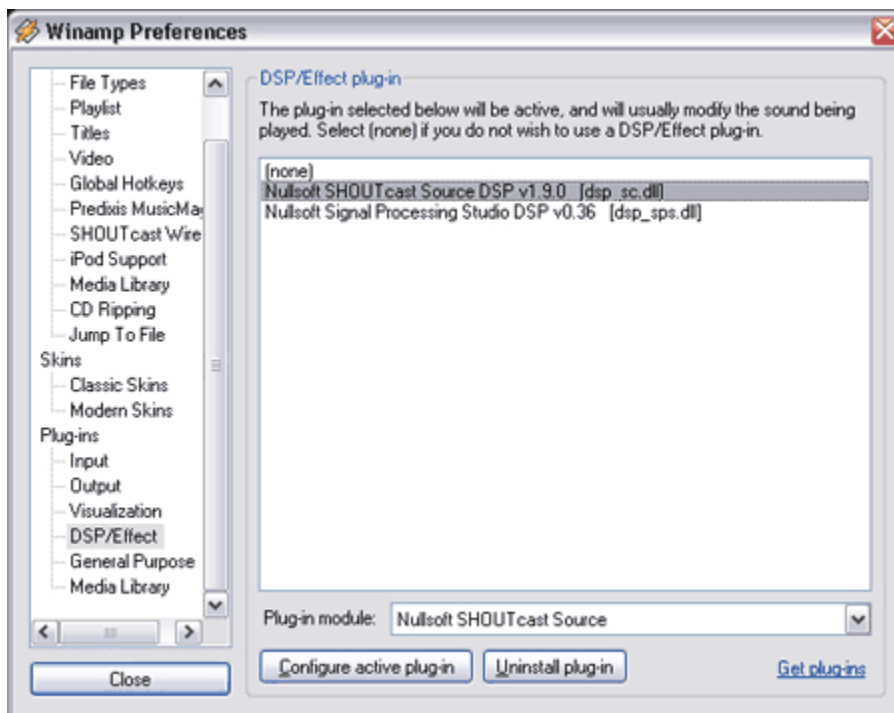 Winamp Preferences
File Types
Playlist
Titles
Video
Global Hotkeys
Predixis MusicMa
SHOUTcast Wire
iPod Support
Media Library
CD Ripping
Jump To File
Skins
Classic Skins
Modern Skins
Plug-ins
Input
Output
Visualization
DSP/Effect
General Purpose
Media Library
Close
DSP/Effect plug-in
The plug-in selected below will be active, and will usually modify the sound being
played. Select (none) if you do not wish to use a DSP/Effect plug-in.
(none)
Nullsoft SHOUTcast Source DSP v1.9.0 [dsp_sc.dll]
Nullsoft Signal Processing Studio DSP v0.36 [dsp_sps.dll]
Plug-in module: Nullsoft SHOUTcast Source
Configure active plug-in Uninstall plug-in Get plug-ins